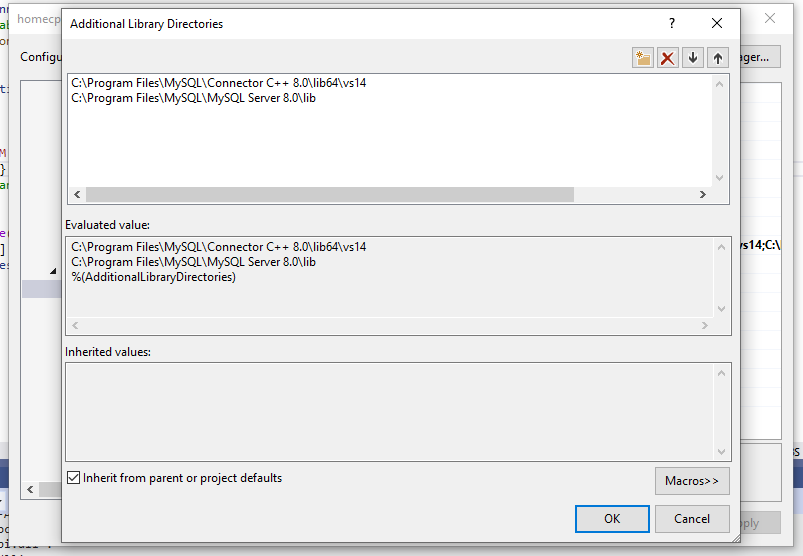 homecp
Additional Library Directories
?
Configu
ager...
C:\Program Files\MySQL\Connector C++ 8.0\lib64\vs14
C:\Program Files\MySQL\MySQL Server 8.0\lib
Evaluated value:
C:\Program Files\MySQL\Connector C++ 8.0\lib64\vs14
C:\Program Files\MySQL\MySQL Server 8.0\lib
%(AdditionalLibraryDirectories)
vs14;C:\
Inherited values:
Inherit from parent or project defaults
Macros>>
OK
Cancel
pply